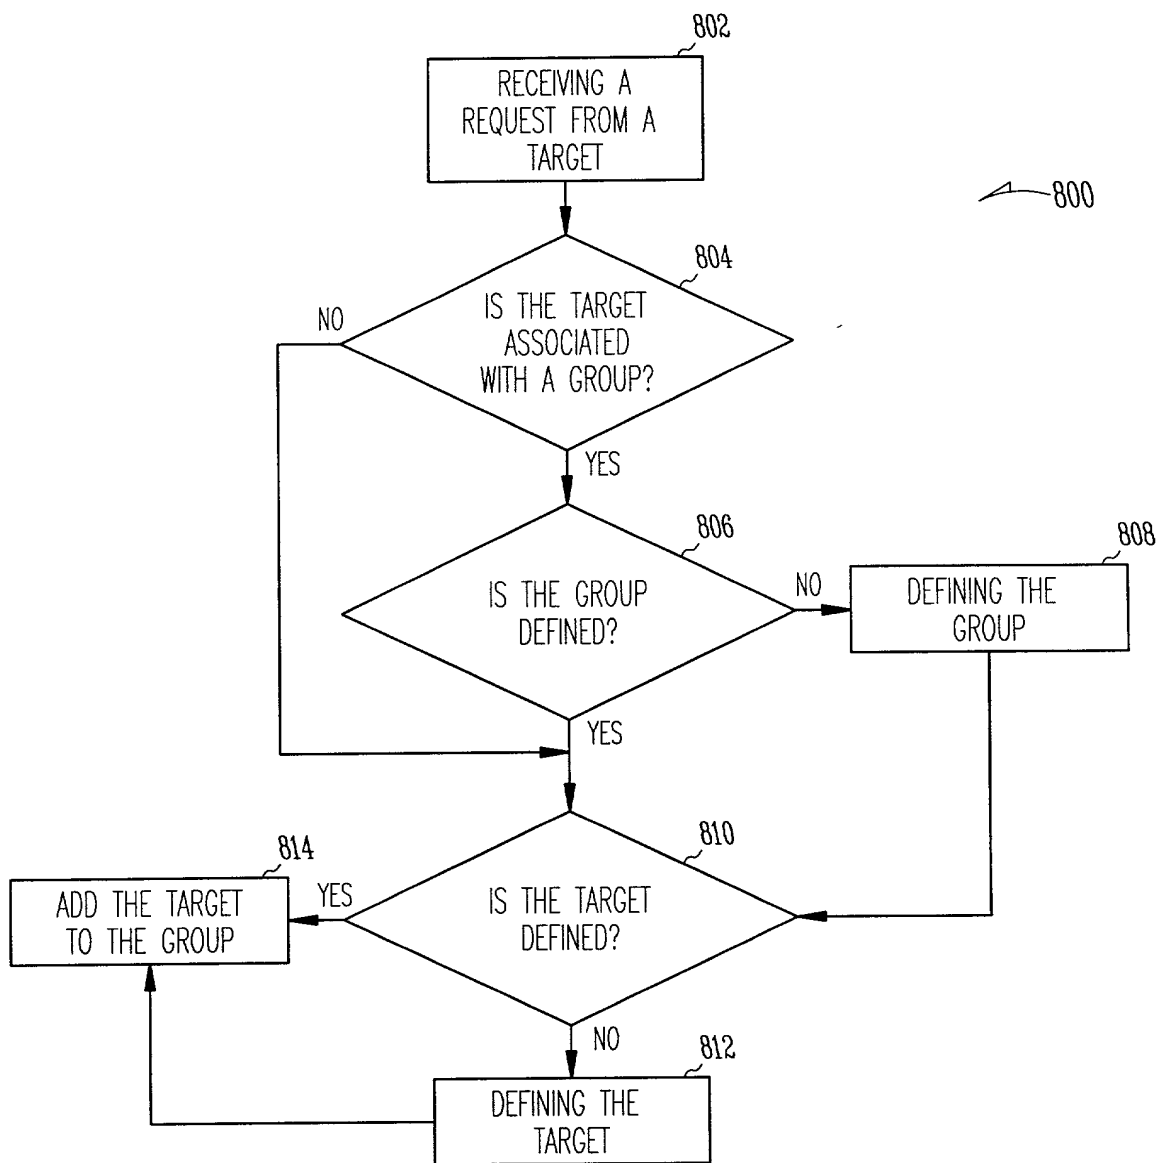 802
RECEIVING A
REQUEST FROM A
TARGET
800
804
NO
IS THE TARGET
ASSOCIATED
WITH A GROUP?
YES
806
808
IS THE GROUP
DEFINED?
NO
DEFINING THE
GROUP
YES
810
814
YES
ADD THE TARGET
TO THE GROUP
IS THE TARGET
DEFINED?
NO
812
DEFINING THE
TARGET